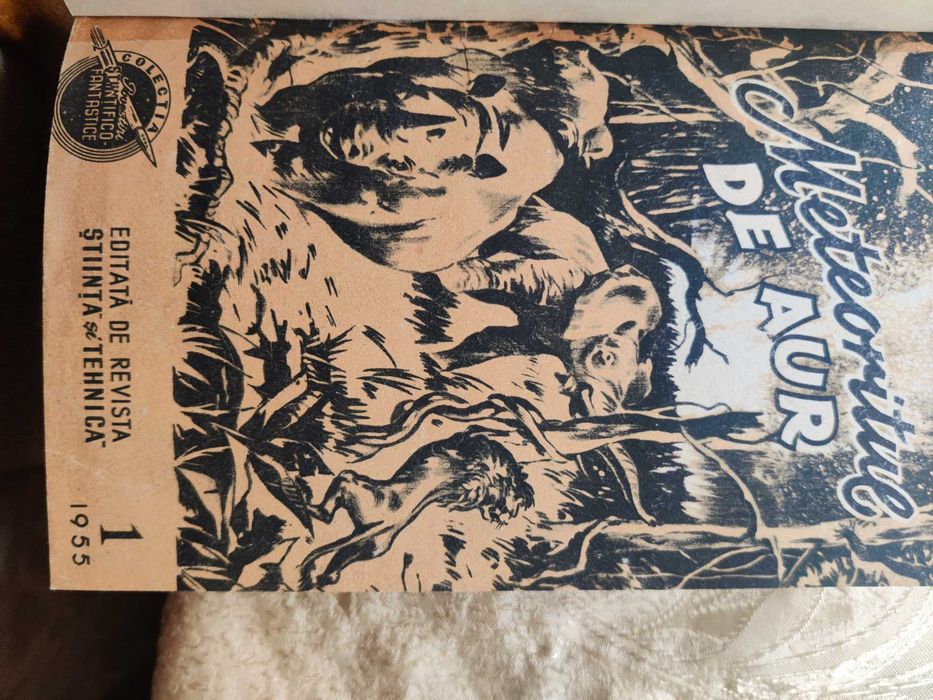 Meteoritul
DE AUR
COLECȚIA
Povestiri
ȘTIINȚIFICO-
FANTASTICE
EDITATĂ DE REVISTA
„ȘTIINȚĂ și TEHNICĂ”
1
1955